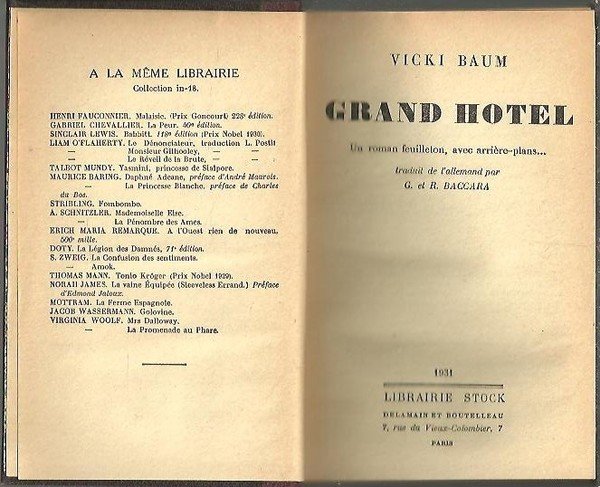 A LA MÊME LIBRAIRIE
Collection in-18.
HENRI FAUCONNIER. Malaisie. (Prix Goncourt) 228e édition.
GABRIEL CHEVALLIER. La Peur. 50e édition.
SINCLAIR LEWIS. Babbitt. 118e édition (Prix Nobel 1930).
LIAM O'FLAHERTY. Le Dénonciateur, traduction L. Postif
— Monsieur Gilhooley, — —
— Le Réveil de la Brute, — —
TALBOT MUNDY. Yasmini, princesse de Sialpore.
MAURICE BARING. Daphné Adeane, préface d'André Maurois.
— La Princesse Blanche, préface de Charles
du Bos.
STRIBLING. Fombombo.
A. SCHNITZLER. Mademoiselle Else.
— La Pénombre des Ames.
ERICH MARIA REMARQUE. A l'Ouest rien de nouveau,
500e mille.
DOTY. La Légion des Damnés, 71e édition.
S. ZWEIG. La Confusion des sentiments.
— Amok.
THOMAS MANN. Tonio Kröger (Prix Nobel 1929).
NORAH JAMES. La vaine Équipée (Sleeveless Errand.) Préface
d'Edmond Jaloux.
MOTTRAM. La Ferme Espagnole.
JACOB WASSERMANN. Golovine.
VIRGINIA WOOLF. Mrs Dalloway.
— La Promenade au Phare.
VICKI BAUM
GRAND HOTEL
Un roman feuilleton, avec arrière-plans...
traduit de l'allemand par
G. et R. BACCARA
1931
LIBRAIRIE STOCK
DELAMAIN ET BOUTELLEAU
7, rue du Vieux-Colombier, 7
PARIS